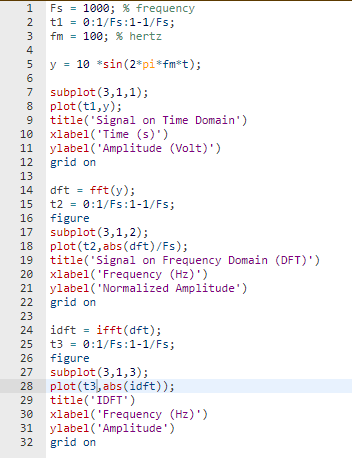 1 Fs = 1000; % frequency
2 t1 = 0:1/Fs:1-1/Fs;
3 fm = 100; % hertz
4
5 y = 10 *sin(2*pi*fm*t);
6
7 subplot(3,1,1);
8 plot(t1,y);
9 title('Signal on Time Domain')
10 xlabel('Time (s)')
11 ylabel('Amplitude (Volt)')
12 grid on
13
14 dft = fft(y);
15 t2 = 0:1/Fs:1-1/Fs;
16 figure
17 subplot(3,1,2);
18 plot(t2,abs(dft)/Fs);
19 title('Signal on Frequency Domain (DFT)')
20 xlabel('Frequency (Hz)')
21 ylabel('Normalized Amplitude')
22 grid on
23
24 idft = ifft(dft);
25 t3 = 0:1/Fs:1-1/Fs;
26 figure
27 subplot(3,1,3);
28 plot(t3,abs(idft));
29 title('IDFT')
30 xlabel('Frequency (Hz)')
31 ylabel('Amplitude')
32 grid on